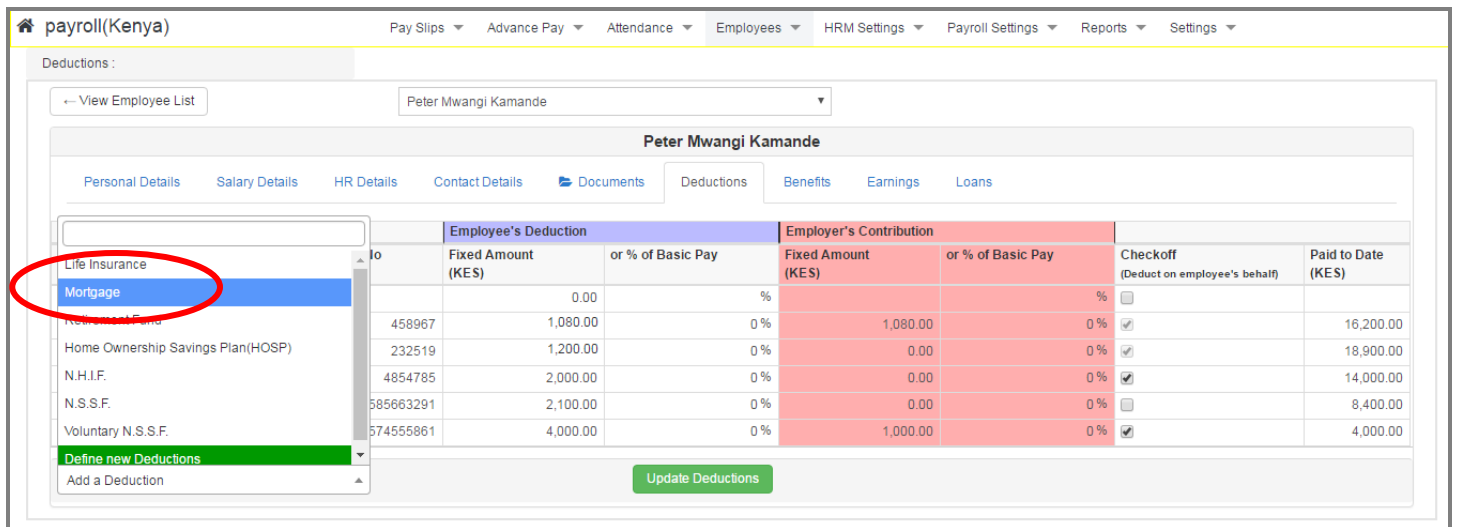 payroll(Kenya) Pay Slips Advance Pay Attendance Employees HRM Settings Payroll Settings Reports Settings
Deductions :
← View Employee List Peter Mwangi Kamande
Peter Mwangi Kamande
Personal Details Salary Details HR Details Contact Details Documents Deductions Benefits Earnings Loans
Employee's Deduction Employer's Contribution
Fixed Amount (KES) or % of Basic Pay Fixed Amount (KES) or % of Basic Pay Checkoff (Deduct on employee's behalf) Paid to Date (KES)
Life Insurance
Mortgage 0.00 % %
Retirement Fund 458967 1,080.00 0 % 1,080.00 0 % 16,200.00
Home Ownership Savings Plan(HOSP) 232519 1,200.00 0 % 0.00 0 % 18,900.00
N.H.I.F. 4854785 2,000.00 0 % 0.00 0 % 14,000.00
N.S.S.F. 585663291 2,100.00 0 % 0.00 0 % 8,400.00
Voluntary N.S.S.F. 574555861 4,000.00 0 % 1,000.00 0 % 4,000.00
Define new Deductions
Add a Deduction Update Deductions